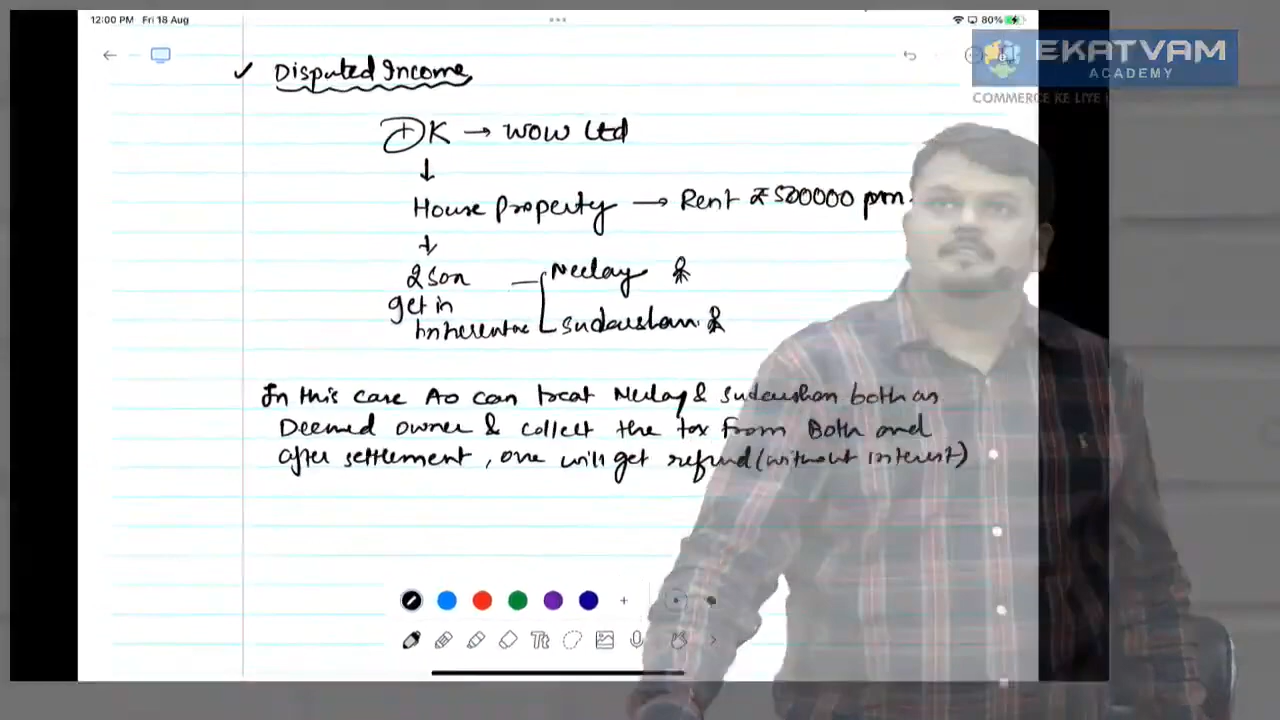 12:00 PM Fri 18 Aug
80%
EKATVAM
ACADEMY
COMMERCE KE LIYE
Disputed Income
DK → WOW Ltd
House Property → Rent ₹500000 pm.
2 son
get in
Neelay
Sudarshan
In this case AO can treat Neelay & Sudarshan both as
Deemed owner & collect the tax from Both and
after settlement, one will get refund (without interest)
Tt